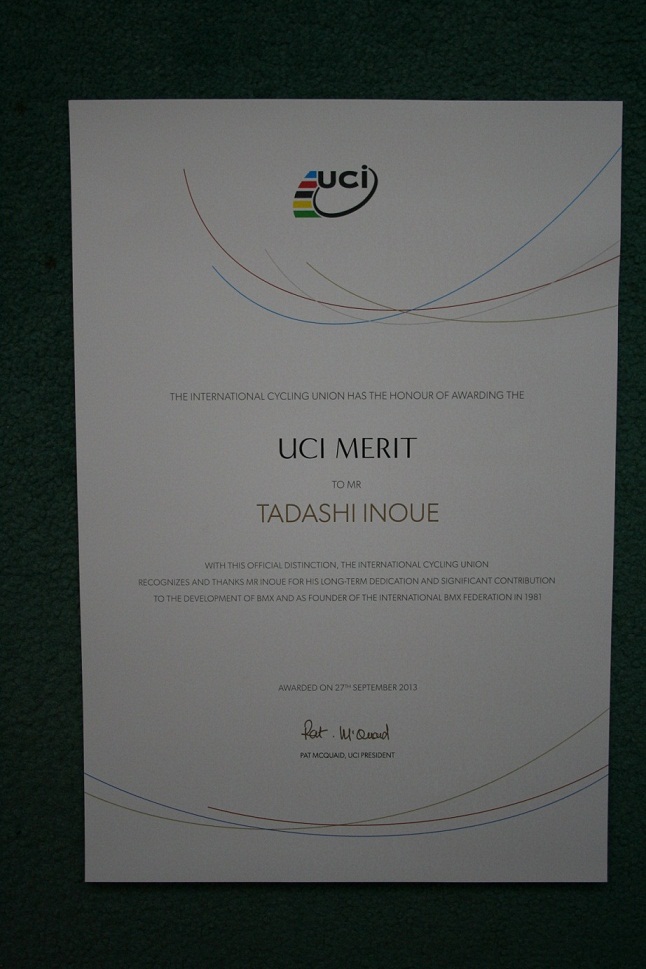 uci
THE INTERNATIONAL CYCLING UNION HAS THE HONOUR OF AWARDING THE
UCI MERIT
TO MR
TADASHI INOUE
WITH THIS OFFICIAL DISTINCTION, THE INTERNATIONAL CYCLING UNION
RECOGNIZES AND THANKS MR INOUE FOR HIS LONG-TERM DEDICATION AND SIGNIFICANT CONTRIBUTION
TO THE DEVELOPMENT OF BMX AND AS FOUNDER OF THE INTERNATIONAL BMX FEDERATION IN 1981
AWARDED ON 27TH SEPTEMBER 2013
Pat McQuaid
PAT MCQUAID, UCI PRESIDENT